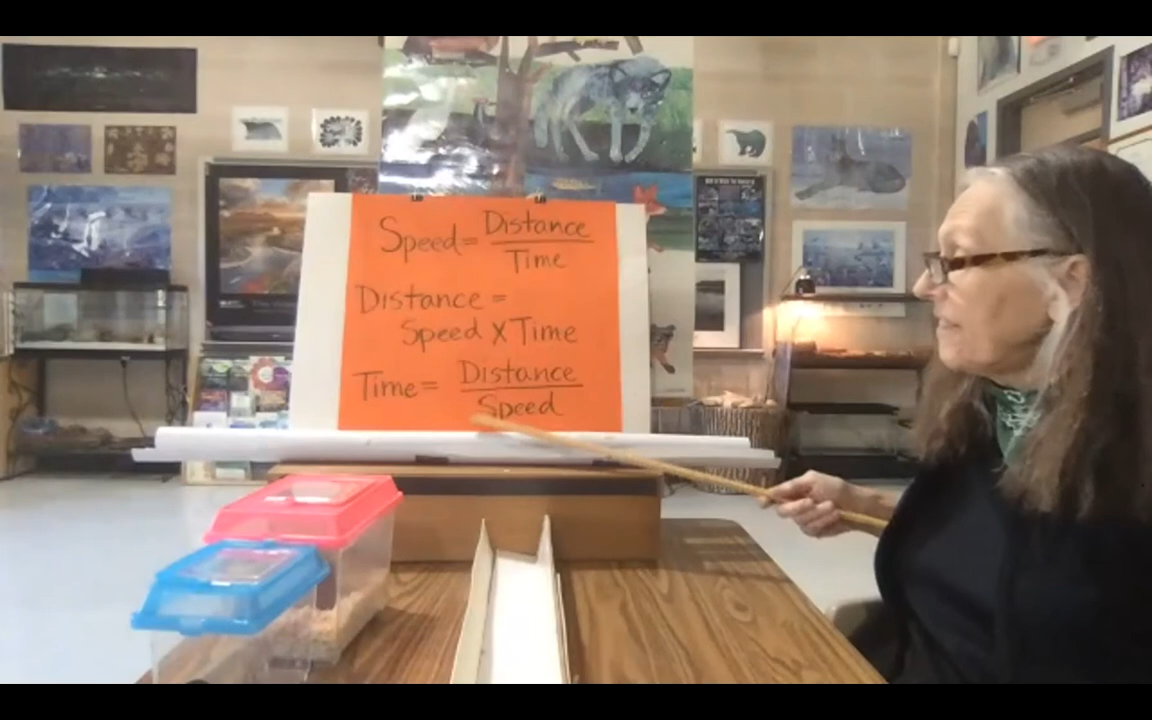 Speed = Distance
Time
Distance =
Speed X Time
Time = Distance
Speed